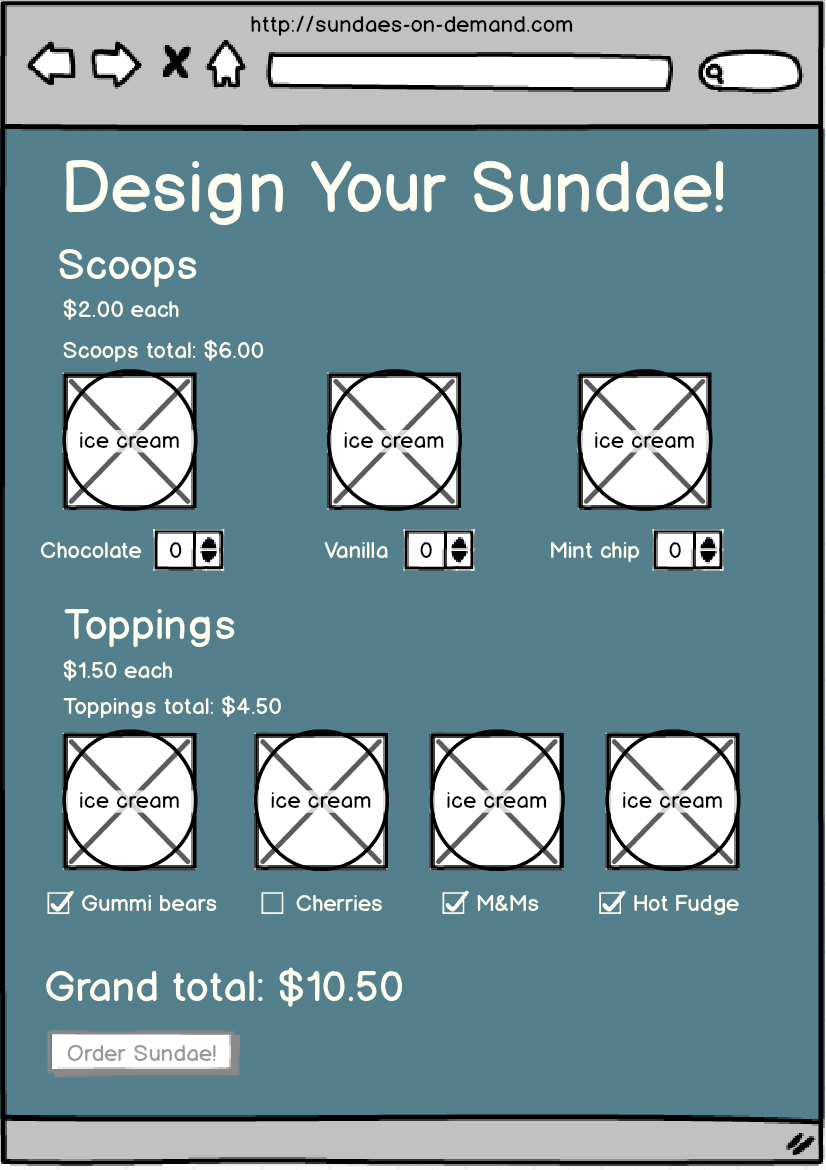 http://sundaes-on-demand.com
Design Your Sundae!
Scoops
$2.00 each
Scoops total: $6.00
ice cream ice cream ice cream
Chocolate 0 Vanilla 0 Mint chip 0
Toppings
$1.50 each
Toppings total: $4.50
ice cream ice cream ice cream ice cream
Gummi bears Cherries M&Ms Hot Fudge
Grand total: $10.50
Order Sundae!